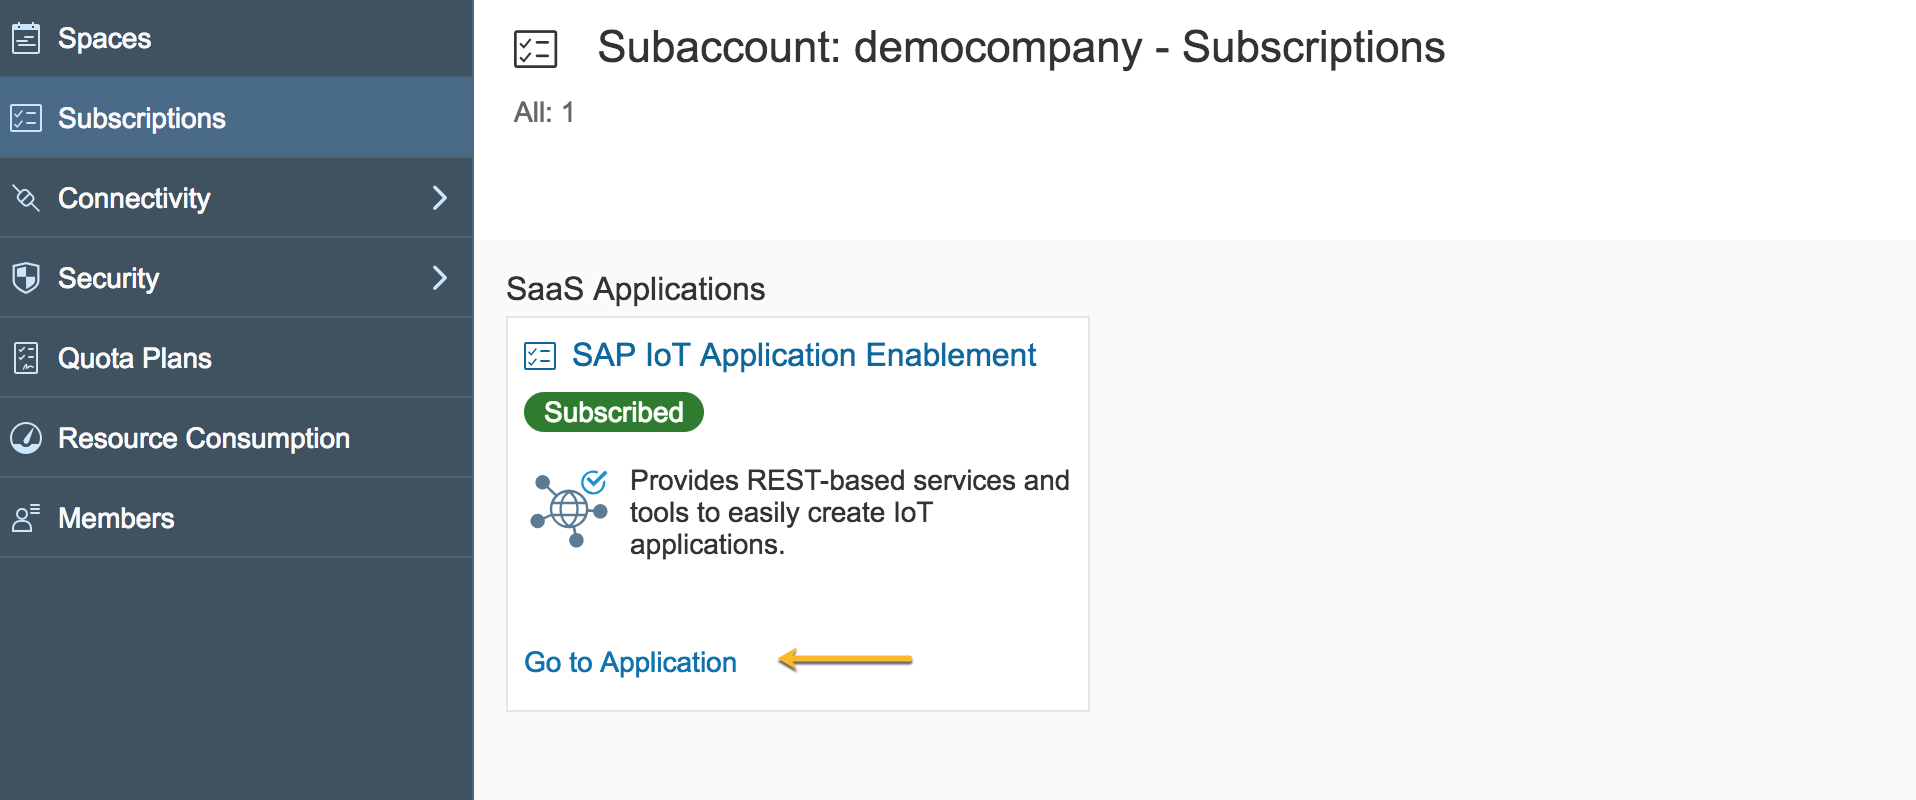 Spaces
Subscriptions
Connectivity
Security
Quota Plans
Resource Consumption
Members
Subaccount: democompany - Subscriptions
All: 1
SaaS Applications
SAP IoT Application Enablement
Subscribed
Provides REST-based services and
tools to easily create IoT
applications.
Go to Application